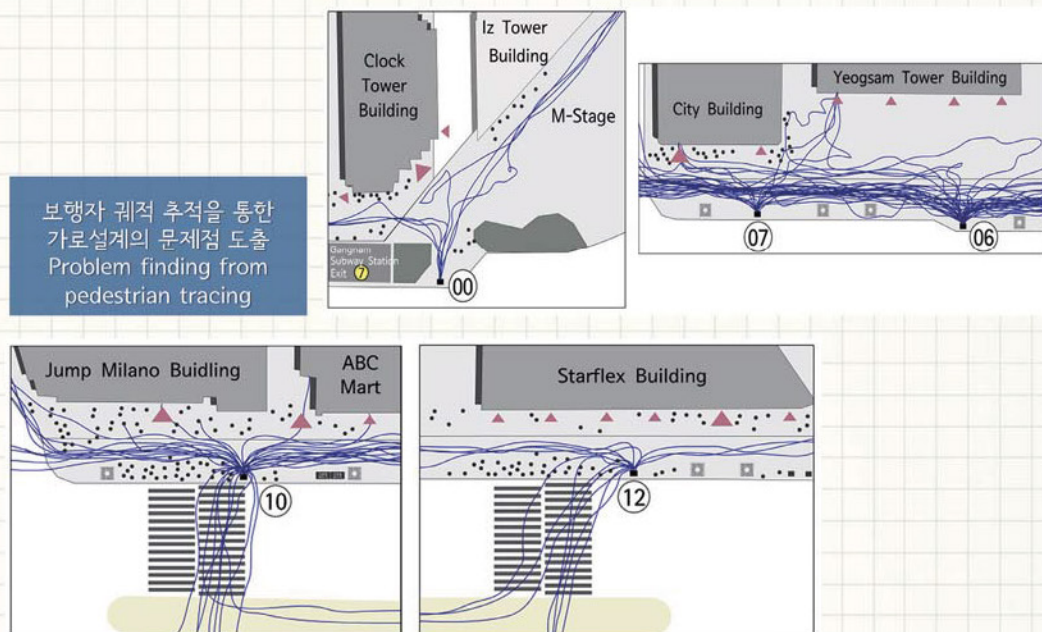 보행자 궤적 추적을 통한
가로설계의 문제점 도출
Problem finding from
pedestrian tracing
Clock
Tower
Building
Iz Tower
Building
M-Stage
Gangnam
Subway Station
Exit 7
00
City Building
Yeogsam Tower Building
07
06
Jump Milano Buidling
ABC
Mart
10
Starflex Building
12